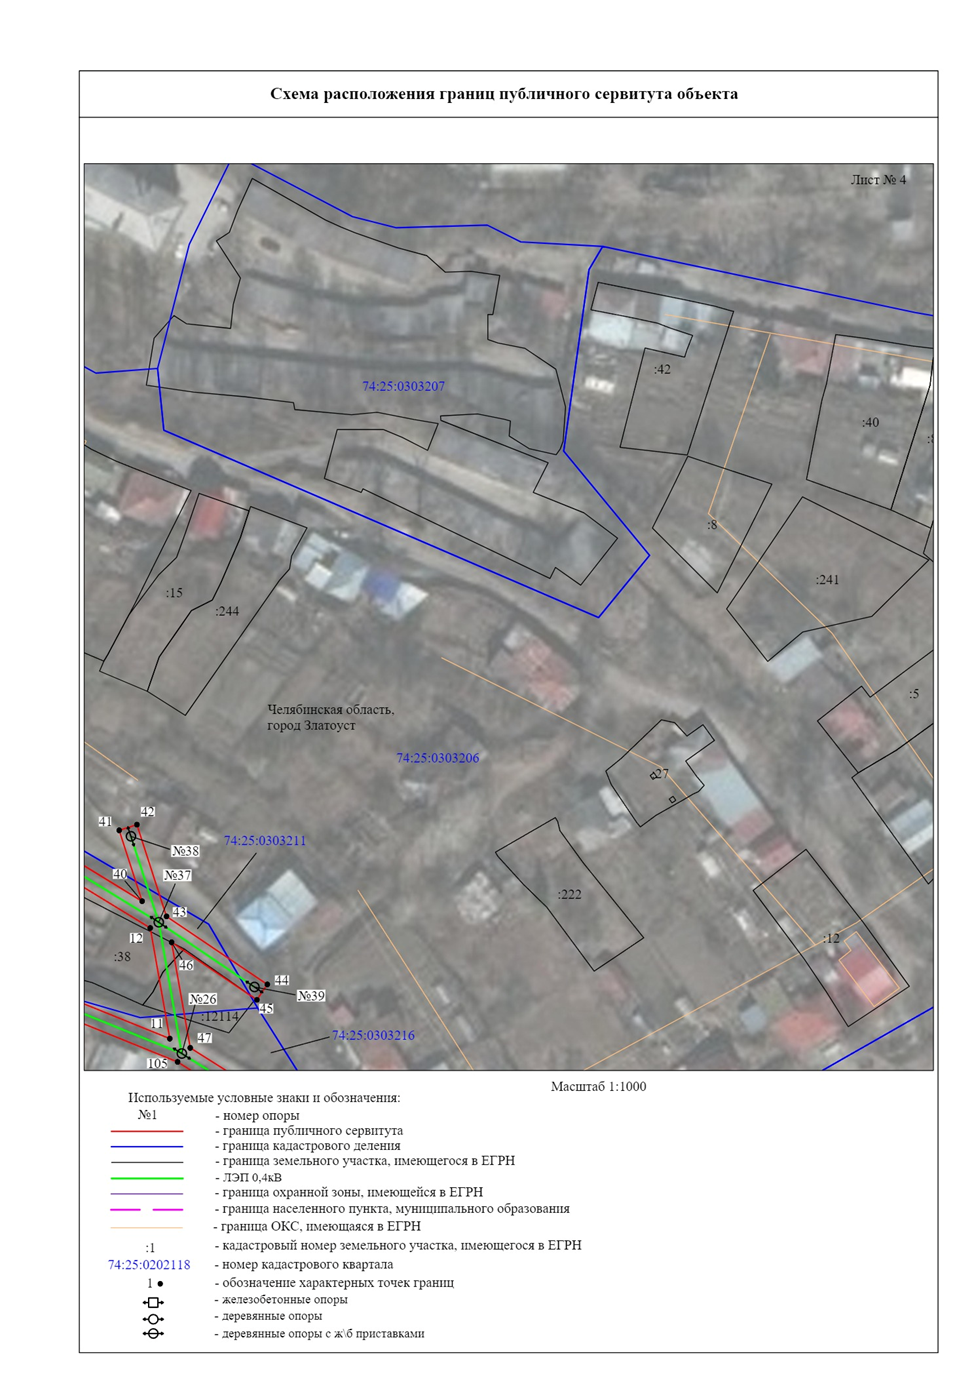 Схема расположения границ публичного сервитута объекта
Лист № 4
74:25:0303207
:42
:40
:8
:15
:244
:241
:5
Челябинская область,
город Златоуст
74:25:0303206
:27
41
42
№38
74:25:0303211
40
№37
:222
43
12
:12
:38
46
44
№26
№39
45
11
:12114
47
74:25:0303216
105
Масштаб 1:1000
Используемые условные знаки и обозначения:
№1 - номер опоры
- граница публичного сервитута
- граница кадастрового деления
- граница земельного участка, имеющегося в ЕГРН
- ЛЭП 0,4кВ
- граница охранной зоны, имеющейся в ЕГРН
- граница населенного пункта, муниципального образования
- граница ОКС, имеющаяся в ЕГРН
:1 - кадастровый номер земельного участка, имеющегося в ЕГРН
74:25:0202118 - номер кадастрового квартала
1 - обозначение характерных точек границ
- железобетонные опоры
- деревянные опоры
- деревянные опоры с ж\б приставками